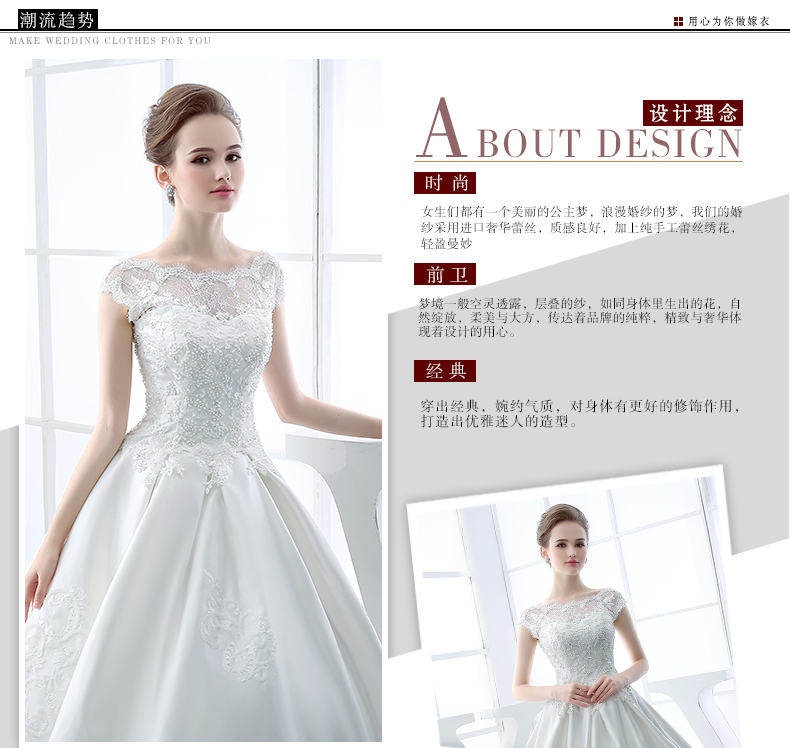 潮流趋势
用心为你做嫁衣
MAKE WEDDING CLOTHES FOR YOU
设计理念
ABOUT DESIGN
时尚
女生们都有一个美丽的公主梦，浪漫婚纱的梦，我们的婚
纱采用进口奢华蕾丝，质感良好，加上纯手工蕾丝绣花，
轻盈曼妙
前卫
梦境一般空灵透露，层叠的纱，如同身体里生出的花，自
然绽放，柔美与大方，传达着品牌的纯粹，精致与奢华体
现着设计的用心。
经典
穿出经典，婉约气质，对身体有更好的修饰作用，
打造出优雅迷人的造型。